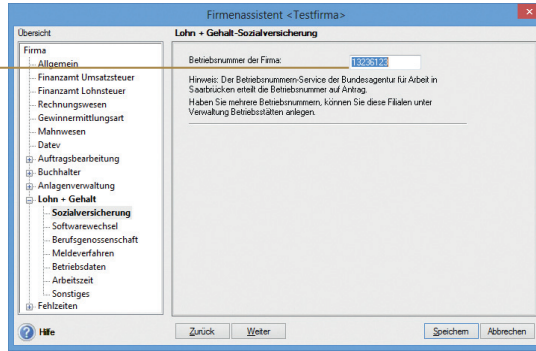 Firmenassistent <Testfirma>
Übersicht
Firma
Allgemein
Finanzamt Umsatzsteuer
Finanzamt Lohnsteuer
Rechnungswesen
Gewinnermittlungsart
Mahnwesen
Datev
Auftragsbearbeitung
Buchhalter
Anlagenverwaltung
Lohn + Gehalt
Sozialversicherung
Softwarewechsel
Berufsgenossenschaft
Meldeverfahren
Betriebsdaten
Arbeitszeit
Sonstiges
Fehlzeiten
Lohn + Gehalt-Sozialversicherung
Betriebsnummer der Firma: 13236123
Hinweis: Der Betriebsnummern-Service der Bundesagentur für Arbeit in
Saarbrücken erteilt die Betriebsnummer auf Antrag.
Haben Sie mehrere Betriebsnummern, können Sie diese Filialen unter
Verwaltung Betriebsstätten anlegen.
Hilfe
Zurück
Weiter
Speichern
Abbrechen